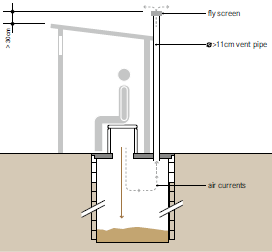 fly screen
> 30cm
ø>11cm vent pipe
air currents